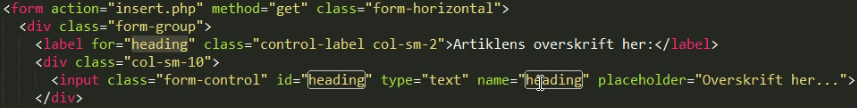 <form action="insert.php" method="get" class="form-horizontal">
<div class="form-group">
<label for="heading" class="control-label col-sm-2">Artiklens overskrift her:</label>
<div class="col-sm-10">
<input class="form-control" id="heading" type="text" name="heading" placeholder="Overskrift her...">
</div>